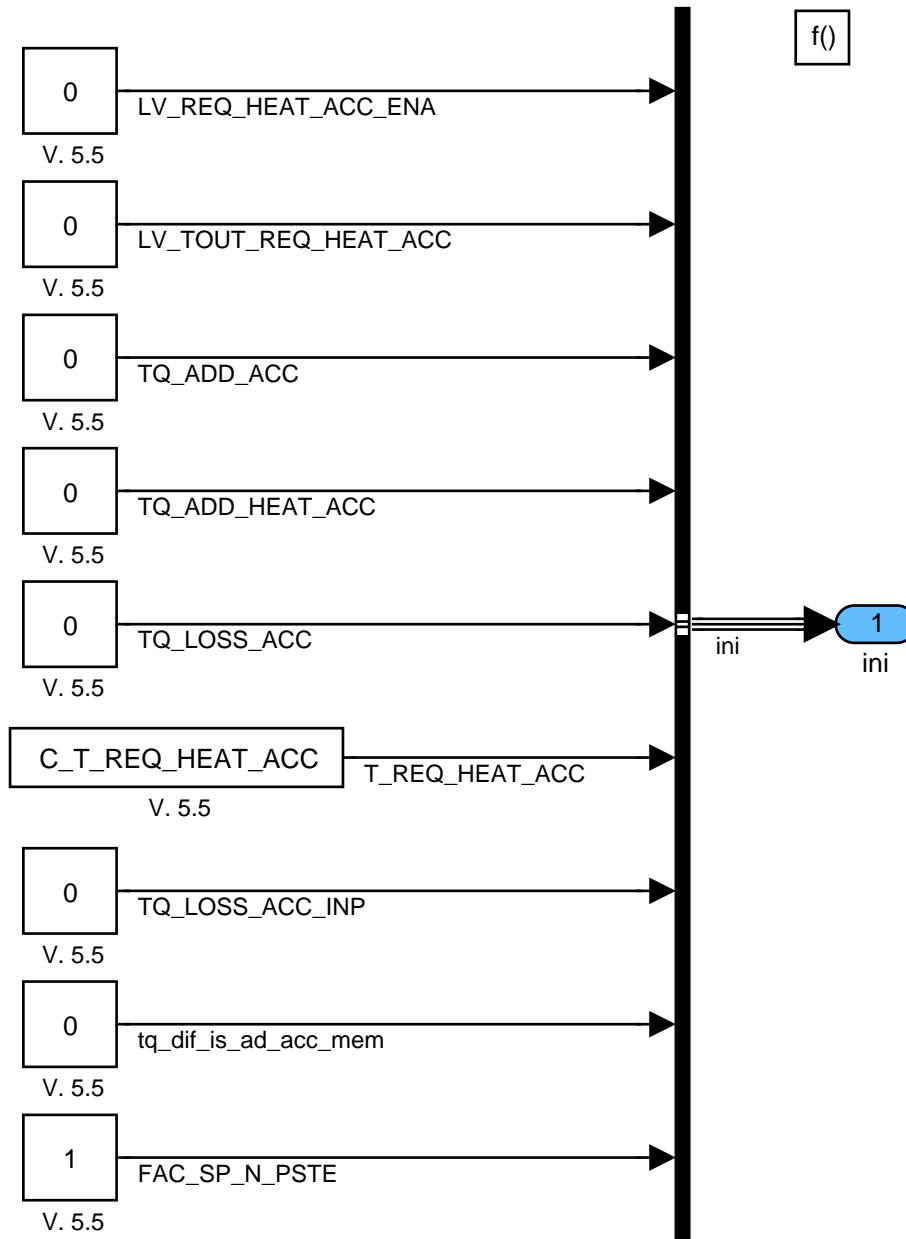 f()
0
LV_REQ_HEAT_ACC_ENA
V. 5.5
0
LV_TOUT_REQ_HEAT_ACC
V. 5.5
0
TQ_ADD_ACC
V. 5.5
0
TQ_ADD_HEAT_ACC
V. 5.5
0
TQ_LOSS_ACC
V. 5.5
ini
1
ini
C_T_REQ_HEAT_ACC
T_REQ_HEAT_ACC
V. 5.5
0
TQ_LOSS_ACC_INP
V. 5.5
0
tq_dif_is_ad_acc_mem
V. 5.5
1
FAC_SP_N_PSTE
V. 5.5